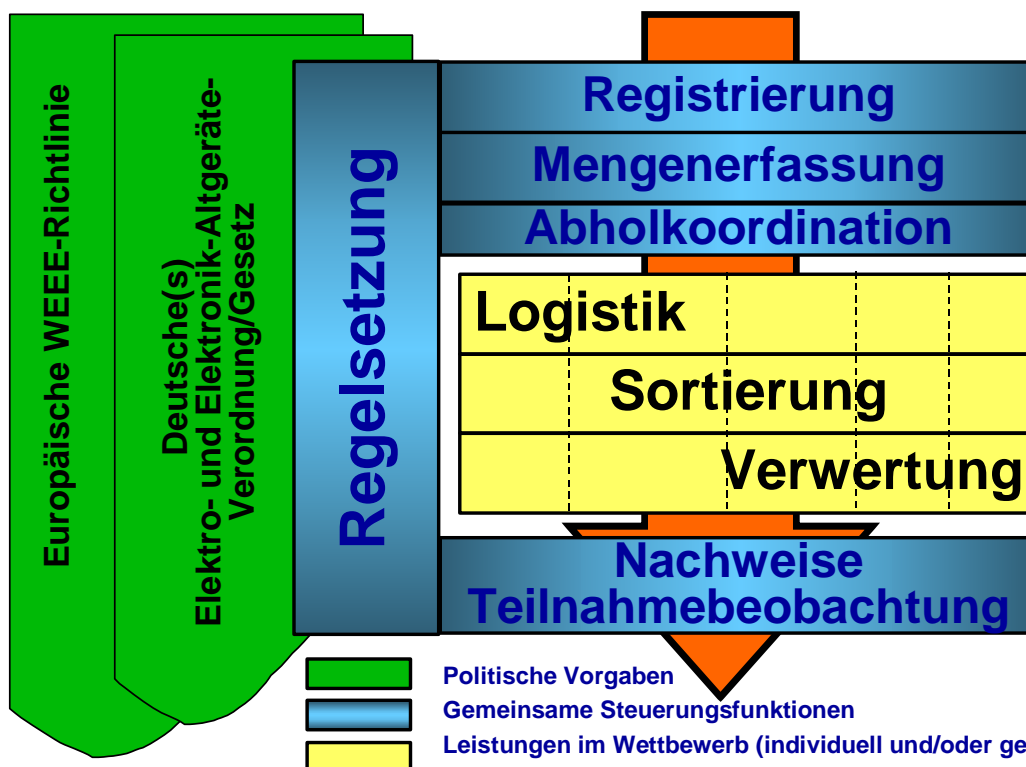 Europäische WEEE-Richtlinie
Deutsche(s)
Elektro- und Elektronik-Altgeräte-
Verordnung/Gesetz
Regelsetzung
Registrierung
Mengenerfassung
Abholkoordination
Logistik
Sortierung
Verwertung
Nachweise
Teilnahmebeobachtung
Politische Vorgaben
Gemeinsame Steuerungsfunktionen
Leistungen im Wettbewerb (individuell und/oder ge